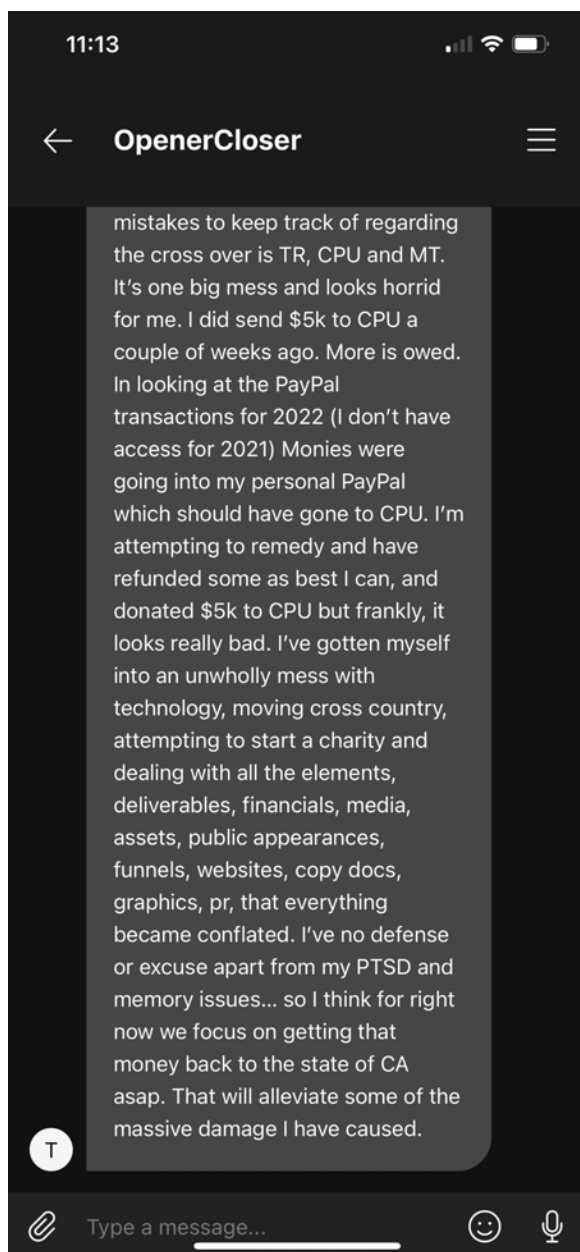 11:13
OpenerCloser
mistakes to keep track of regarding
the cross over is TR, CPU and MT.
It’s one big mess and looks horrid
for me. I did send $5k to CPU a
couple of weeks ago. More is owed.
In looking at the PayPal
transactions for 2022 (I don’t have
access for 2021) Monies were
going into my personal PayPal
which should have gone to CPU. I’m
attempting to remedy and have
refunded some as best I can, and
donated $5k to CPU but frankly, it
looks really bad. I’ve gotten myself
into an unwholly mess with
technology, moving cross country,
attempting to start a charity and
dealing with all the elements,
deliverables, financials, media,
assets, public appearances,
funnels, websites, copy docs,
graphics, pr, that everything
became conflated. I’ve no defense
or excuse apart from my PTSD and
memory issues... so I think for right
now we focus on getting that
money back to the state of CA
asap. That will alleviate some of the
massive damage I have caused.
T
Type a message...